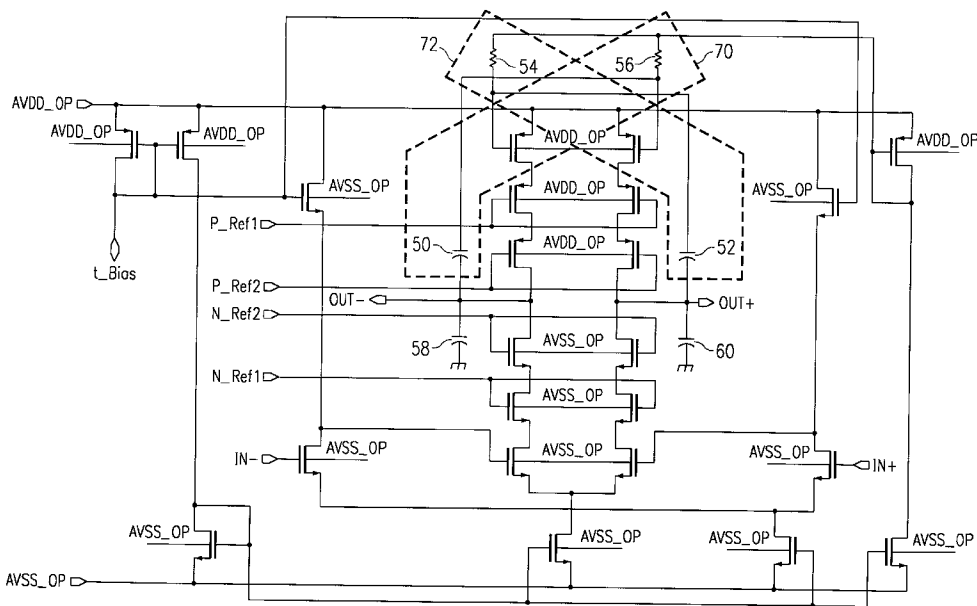 72
70
54
56
AVDD_OP
AVDD_OP
AVDD_OP
AVDD_OP
AVDD_OP
AVSS_OP
AVDD_OP
AVSS_OP
P_Ref1
50
AVDD_OP
52
t_Bias
P_Ref2
OUT-
OUT+
N_Ref2
58
AVSS_OP
60
N_Ref1
AVSS_OP
IN-
AVSS_OP
AVSS_OP
AVSS_OP
IN+
AVSS_OP
AVSS_OP
AVSS_OP
AVSS_OP
AVSS_OP